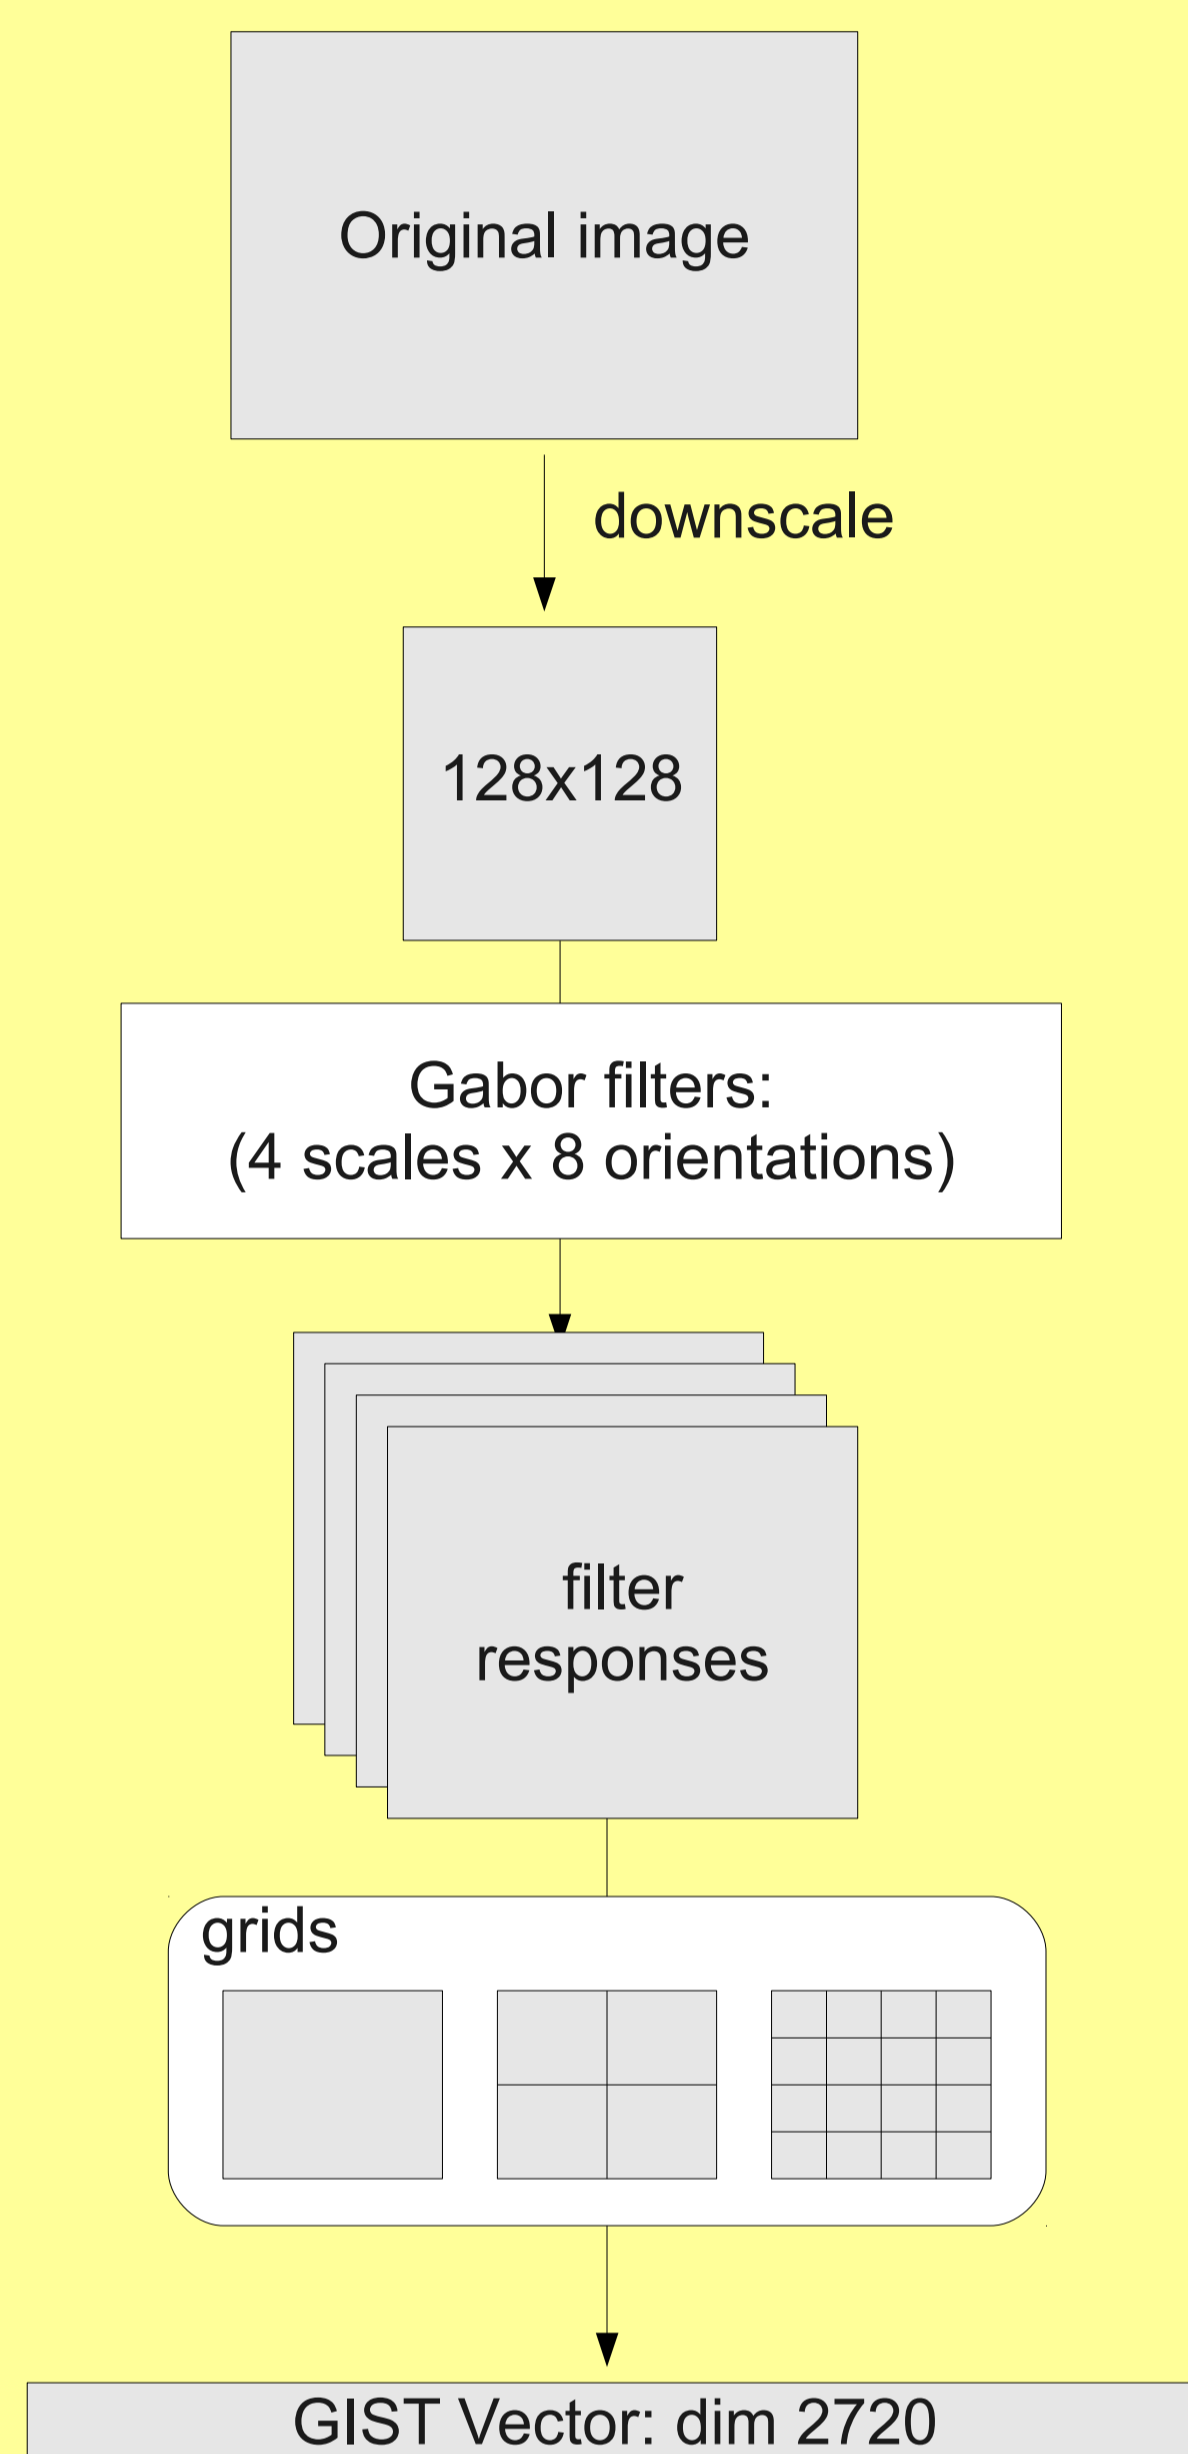 Original image
downscale
128x128
Gabor filters:
(4 scales x 8 orientations)
filter
responses
grids
GIST Vector: dim 2720